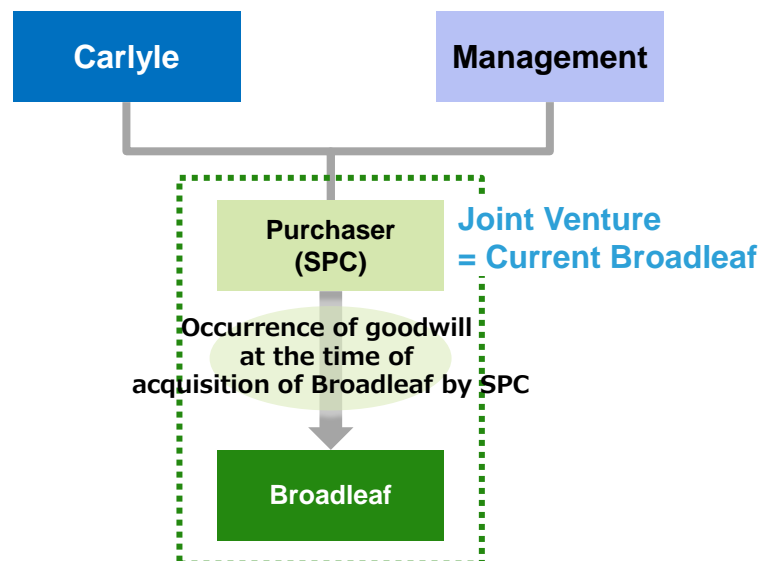 Carlyle
Management
Purchaser
(SPC)
Joint Venture
= Current Broadleaf
Occurrence of goodwill
at the time of
acquisition of Broadleaf by SPC
Broadleaf